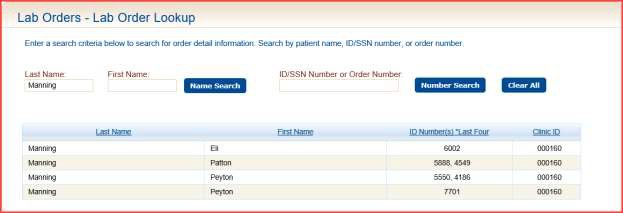 Lab Orders - Lab Order Lookup
Enter a search criteria below to search for order detail information. Search by patient name, ID/SSN number, or order number.
Last Name: First Name: ID/SSN Number or Order Number:
Manning Name Search Number Search Clear All
Last Name First Name ID Number(s) "Last Four Clinic ID
Manning Eli 6002 000160
Manning Patton 5888, 4549 000160
Manning Peyton 5550, 4186 000160
Manning Peyton 7701 000160